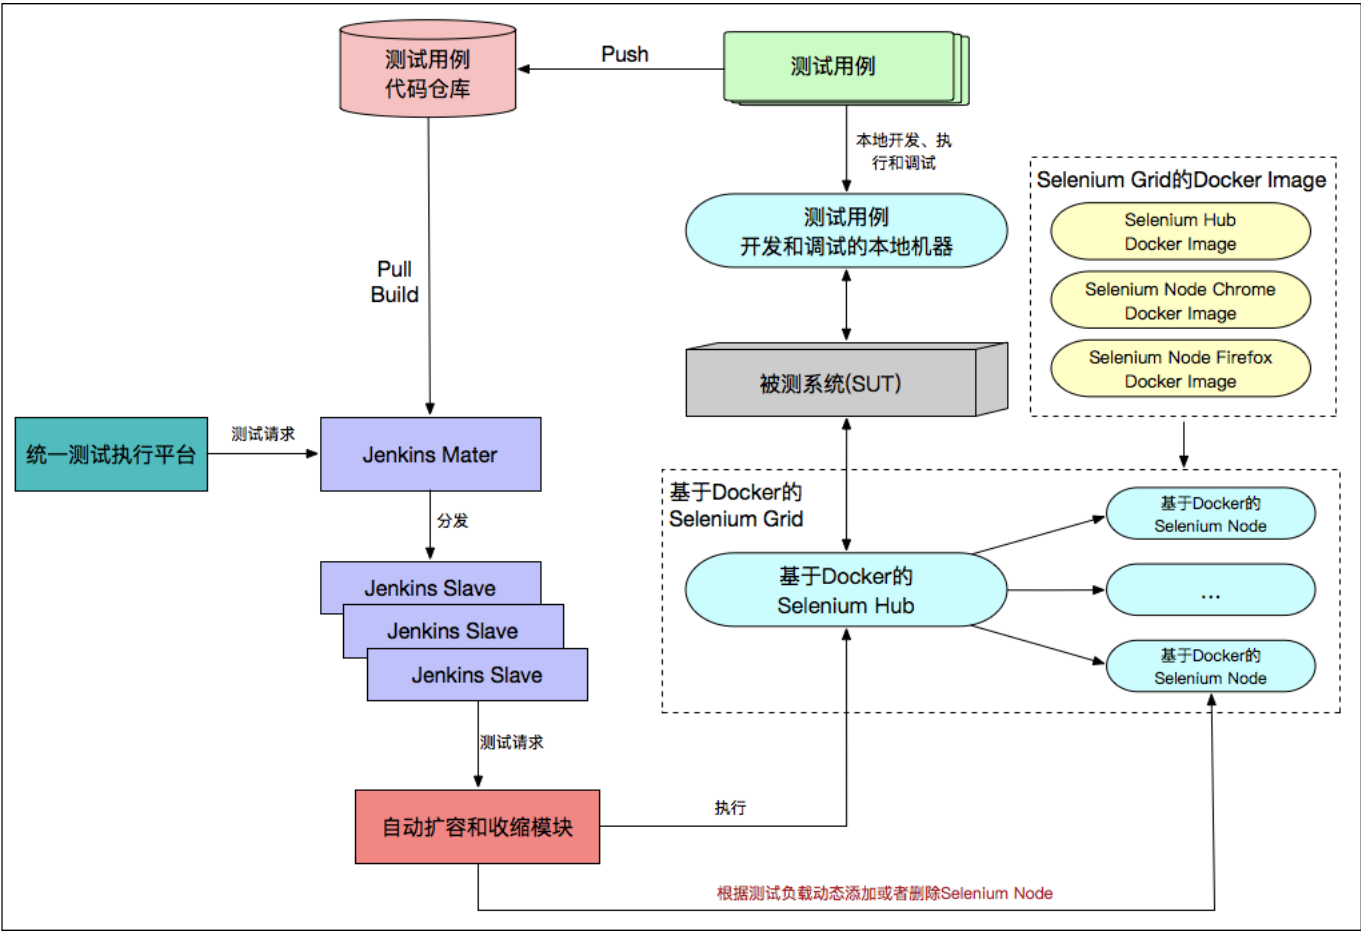 测试用例
代码仓库
Push
测试用例
本地开发、执
行和调试
Selenium Grid的Docker Image
Selenium Hub
Docker Image
Selenium Node Chrome
Docker Image
Selenium Node Firefox
Docker Image
测试用例
开发和调试的本地机器
Pull
Build
被测系统(SUT)
统一测试执行平台
测试请求
Jenkins Mater
分发
Jenkins Slave
Jenkins Slave
Jenkins Slave
基于Docker的
Selenium Grid
基于Docker的
Selenium Hub
基于Docker的
Selenium Node
...
基于Docker的
Selenium Node
测试请求
自动扩容和收缩模块
执行
根据测试负载动态添加或者删除Selenium Node